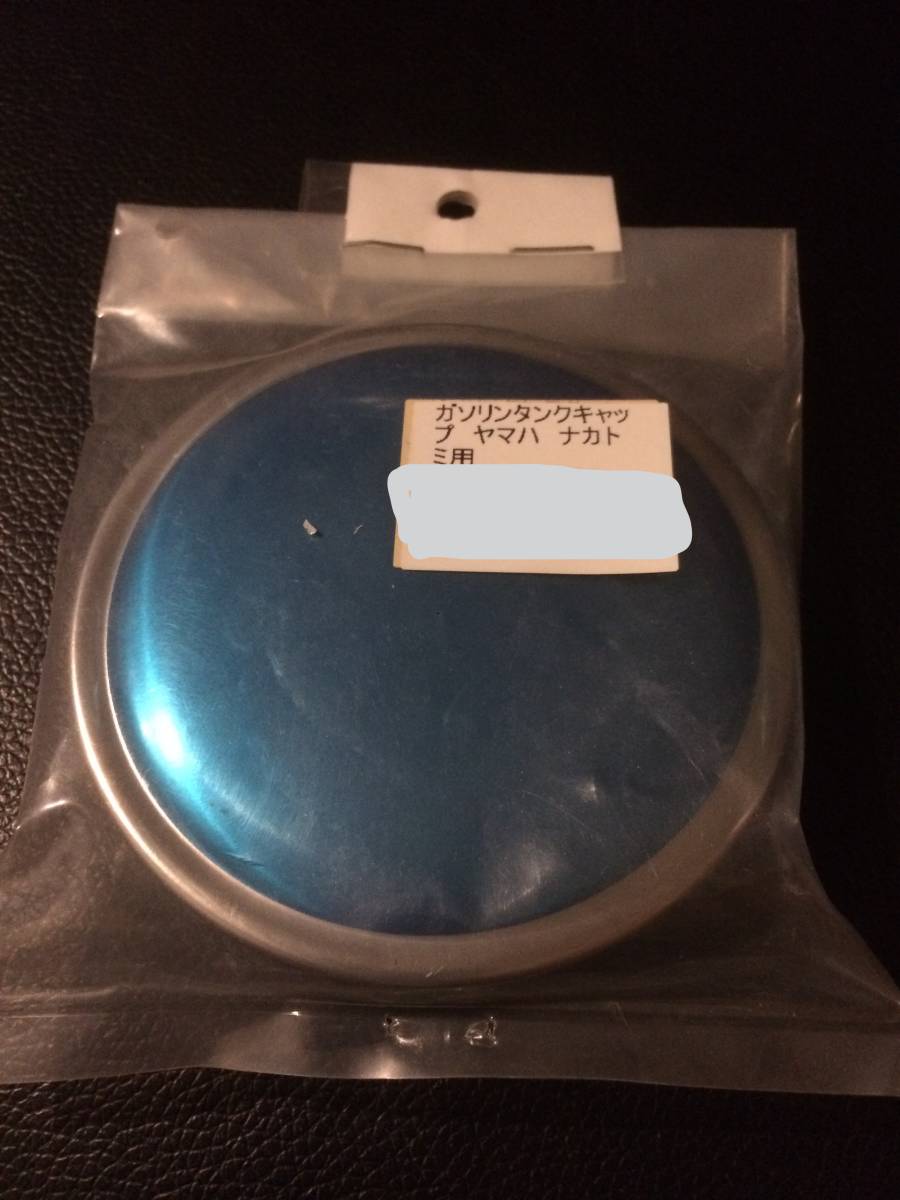 ガソリンタンクキャッ
プ ヤマハ ナカト
ミ用